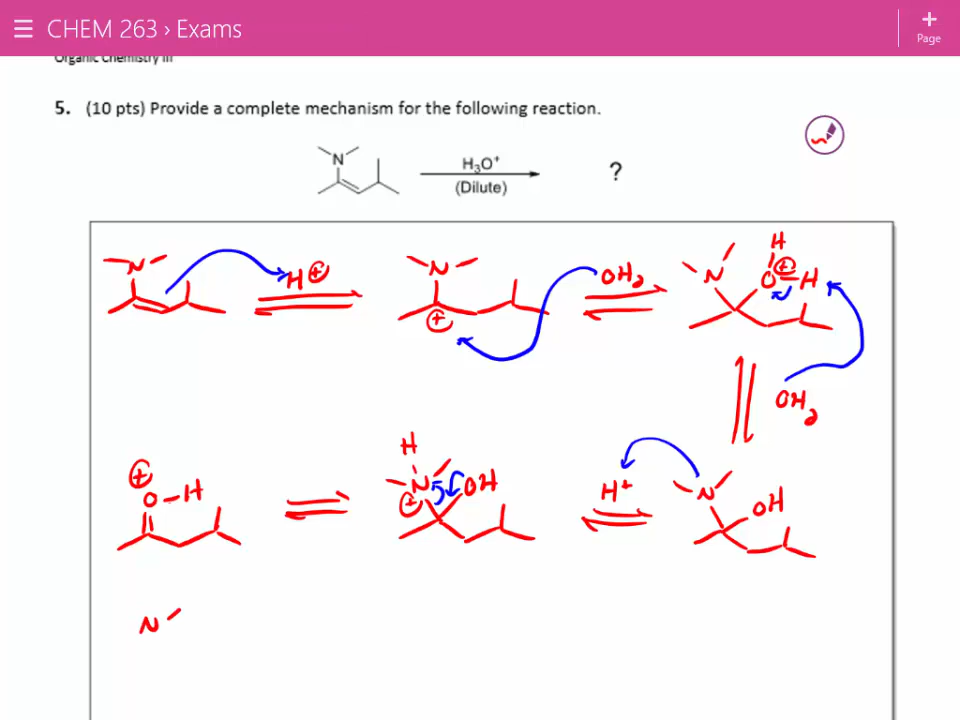 ☰ CHEM 263 › Exams
+
Page
Organic Chemistry III
5. (10 pts) Provide a complete mechanism for the following reaction.
N
H₃O⁺
(Dilute)
?
N
H⊕
N
⊕
OH₂
H
N
O⊕–H
OH₂
⊕
O–H
H
N
⊕
OH
H⁺
N
OH
N